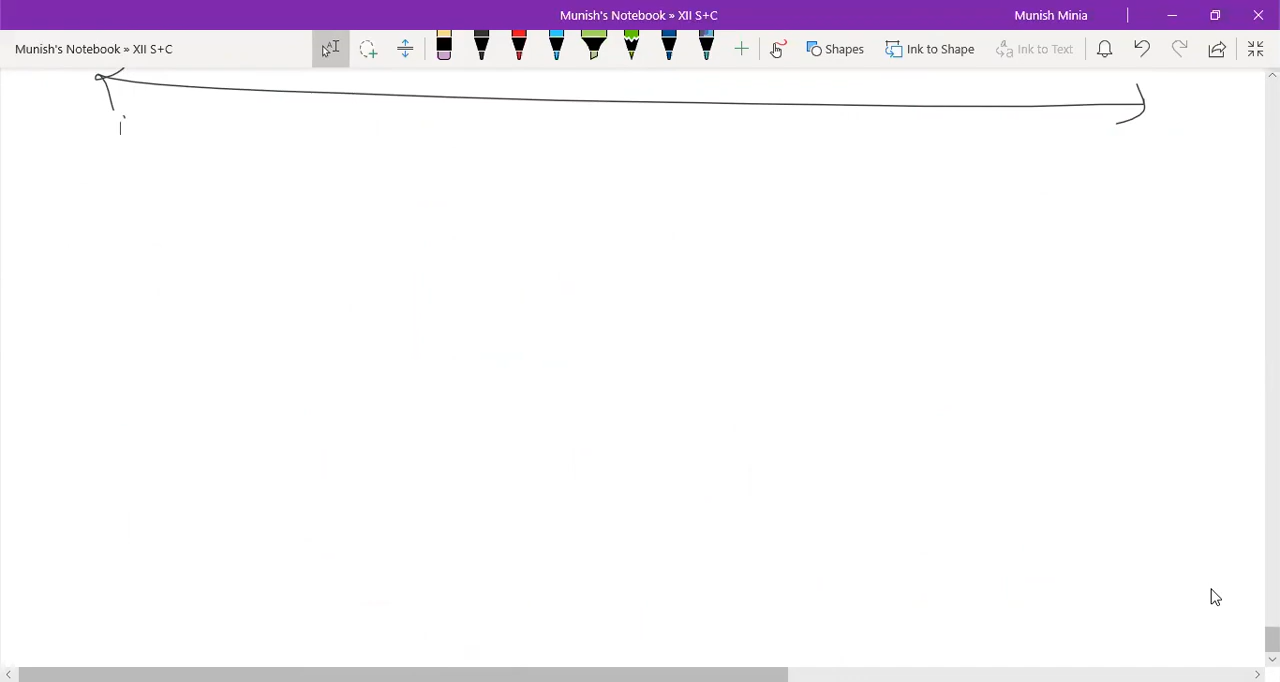 Munish's Notebook » XII S+C
Munish Minia
Munish's Notebook » XII S+C
Shapes
Ink to Shape
Ink to Text